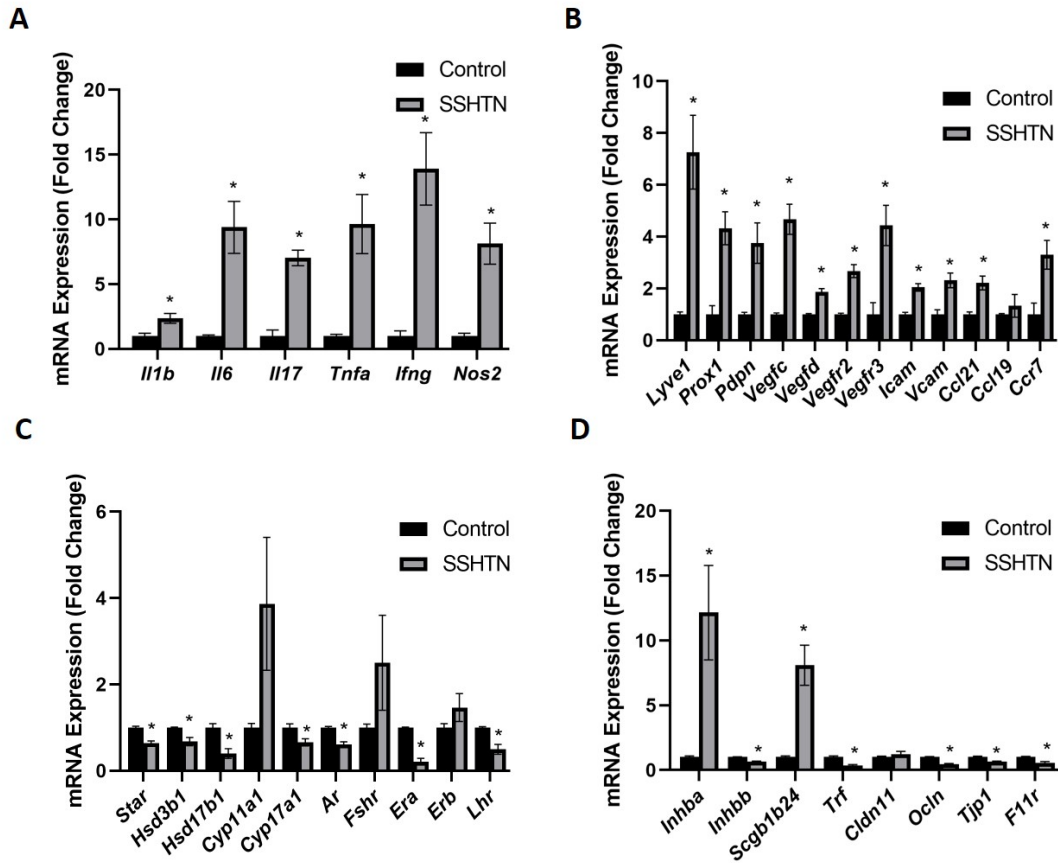 A
mRNA Expression (Fold Change)
Control
SSHTN
20
15
10
5
0
* * * * * *
Il1b Il6 Il17 Tnfa Ifng Nos2
B
mRNA Expression (Fold Change)
Control
SSHTN
10
8
6
4
2
0
* * * * * * * * * * *
Lyve1 Prox1 Pdpn Vegfc Vegfd Vegfr2 Vegfr3 Icam Vcam Ccl21 Ccl19 Ccr7
C
mRNA Expression (Fold Change)
Control
SSHTN
6
4
2
0
* * * * * * *
Star Hsd3b1 Hsd17b1 Cyp11a1 Cyp17a1 Ar Fshr Era Erb Lhr
D
mRNA Expression (Fold Change)
Control
SSHTN
20
15
10
5
0
* * * * * * *
Inhba Inhbb Scgb1b24 Trf Cldn11 Ocln Tjp1 F11r